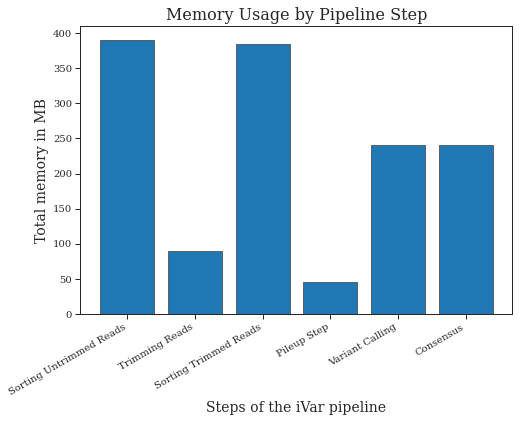 Memory Usage by Pipeline Step
Total memory in MB
400
350
300
250
200
150
100
50
0
Sorting Untrimmed Reads
Trimming Reads
Sorting Trimmed Reads
Pileup Step
Variant Calling
Consensus
Steps of the iVar pipeline